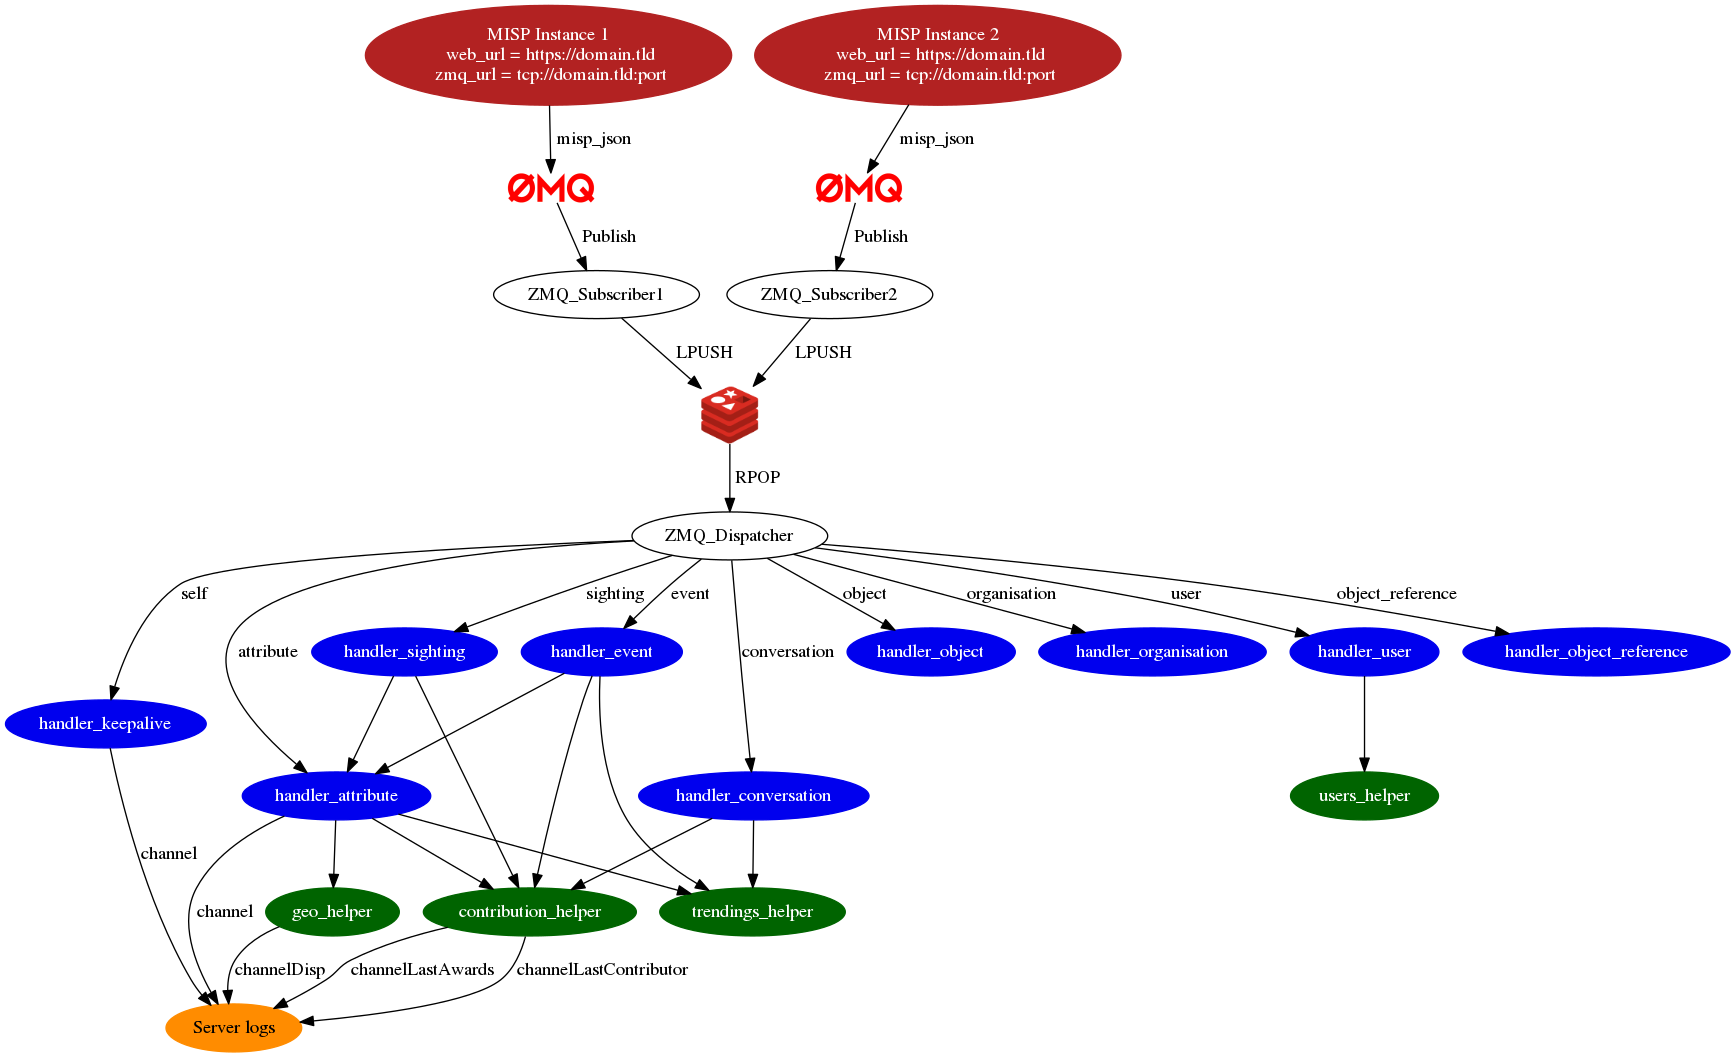 MISP Instance 1
web_url = https://domain.tld
zmq_url = tcp://domain.tld:port
MISP Instance 2
web_url = https://domain.tld
zmq_url = tcp://domain.tld:port
misp_json
misp_json
ØMQ
ØMQ
Publish
Publish
ZMQ_Subscriber1
ZMQ_Subscriber2
LPUSH
LPUSH
RPOP
ZMQ_Dispatcher
self
sighting
event
object
organisation
user
object_reference
attribute
handler_sighting
handler_event
conversation
handler_object
handler_organisation
handler_user
handler_object_reference
handler_keepalive
handler_attribute
handler_conversation
users_helper
channel
channel
geo_helper
contribution_helper
trendings_helper
channelDisp
channelLastAwards
channelLastContributor
Server logs